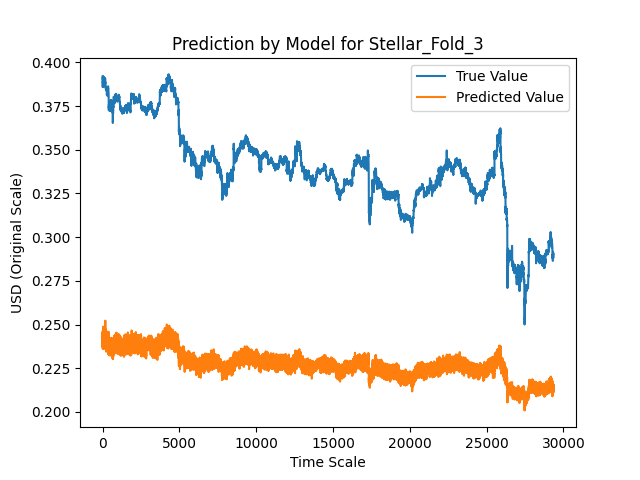 Prediction by Model for Stellar_Fold_3
True Value
Predicted Value
USD (Original Scale)
0.400
0.375
0.350
0.325
0.300
0.275
0.250
0.225
0.200
0 5000 10000 15000 20000 25000 30000
Time Scale